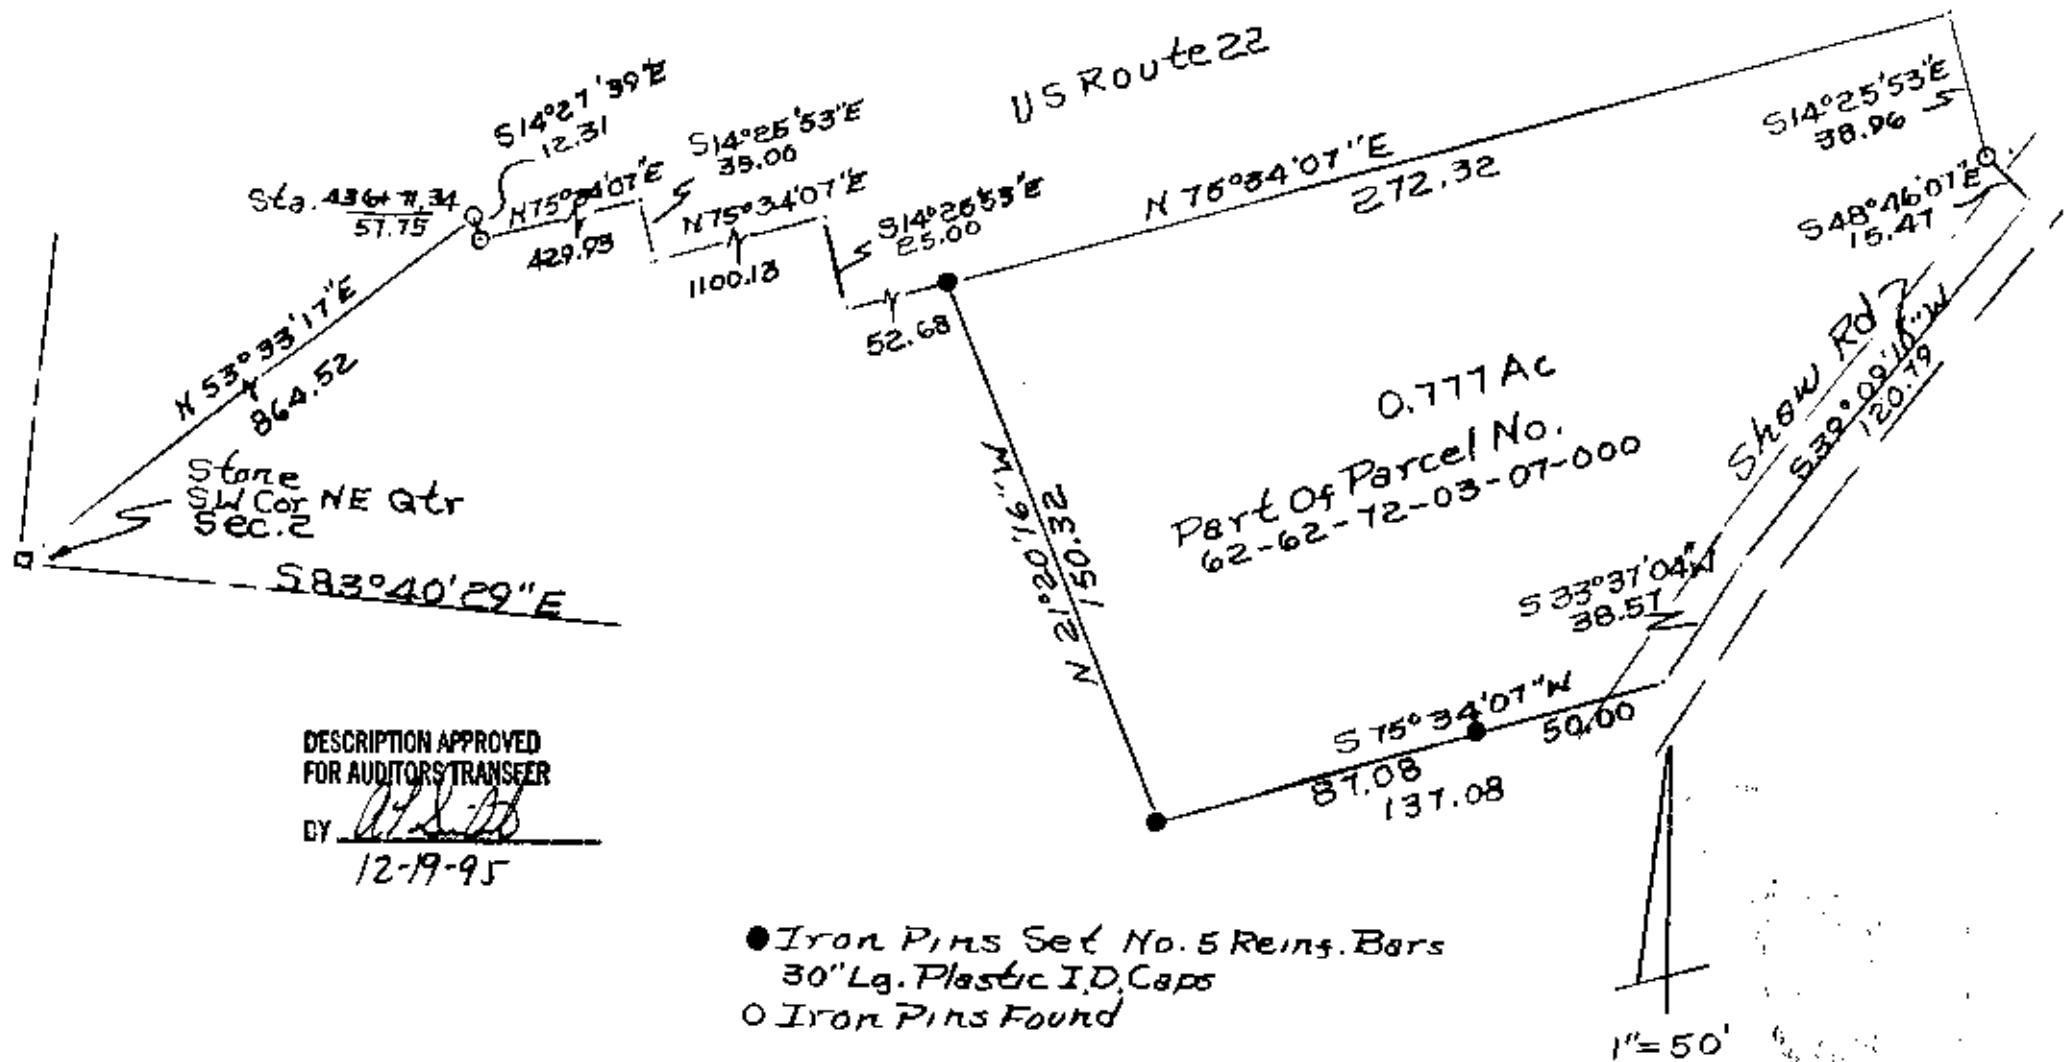 US Route 22
S14°27'39"E
12.31
S14°25'53"E
35.00
Sta. 436+71.34
57.75
N75°34'07"E
429.93
N75°34'07"E
1100.13
S14°25'53"E
25.00
52.68
N 75°34'07"E
272.32
S14°25'53"E
38.96
S48°46'07"E
15.47
N 53°33'17"E
864.52
Stone
SW Cor NE Qtr
Sec. 2
S83°40'29"E
N 21°20'16"W
150.32
0.777 Ac
Part Of Parcel No.
62-62-72-03-07-000
Shaw Rd
S39°09'10"W
120.79
S 33°37'04"W
38.57
S 75°34'07"W
87.08
50.00
137.08
DESCRIPTION APPROVED
FOR AUDITORS TRANSFER
BY
12-19-95
Iron Pins Set No. 5 Reinf. Bars
30" Lg. Plastic I.D. Caps
Iron Pins Found
1"=50'